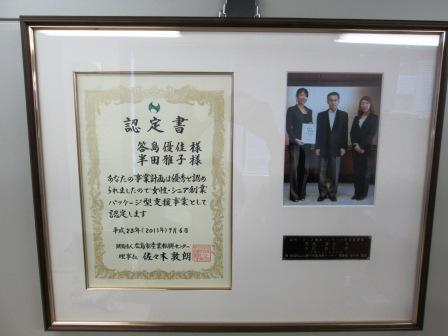 認定書
答島優佳様
半田雅子様
あなたの事業計画は優秀と認め
られましたので女性・シニア創業
パッケージ型支援事業として
認定します
平成23年(2011年)9月6日
財団法人広島市産業振興センター
理事長 佐々木敦朗